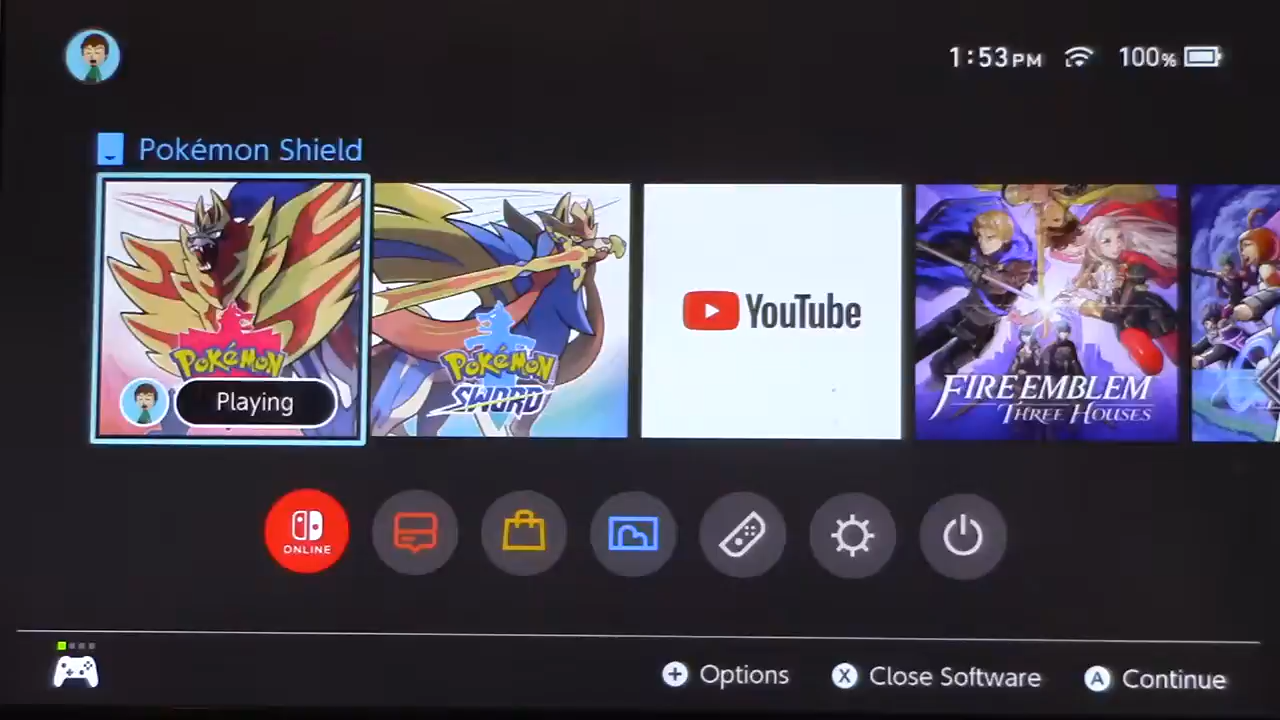 1:53PM 100%
Pokémon Shield
POKéMON
Playing
POKéMON
SWORD
YouTube
FIRE EMBLEM
THREE HOUSES
ONLINE
+ Options X Close Software A Continue